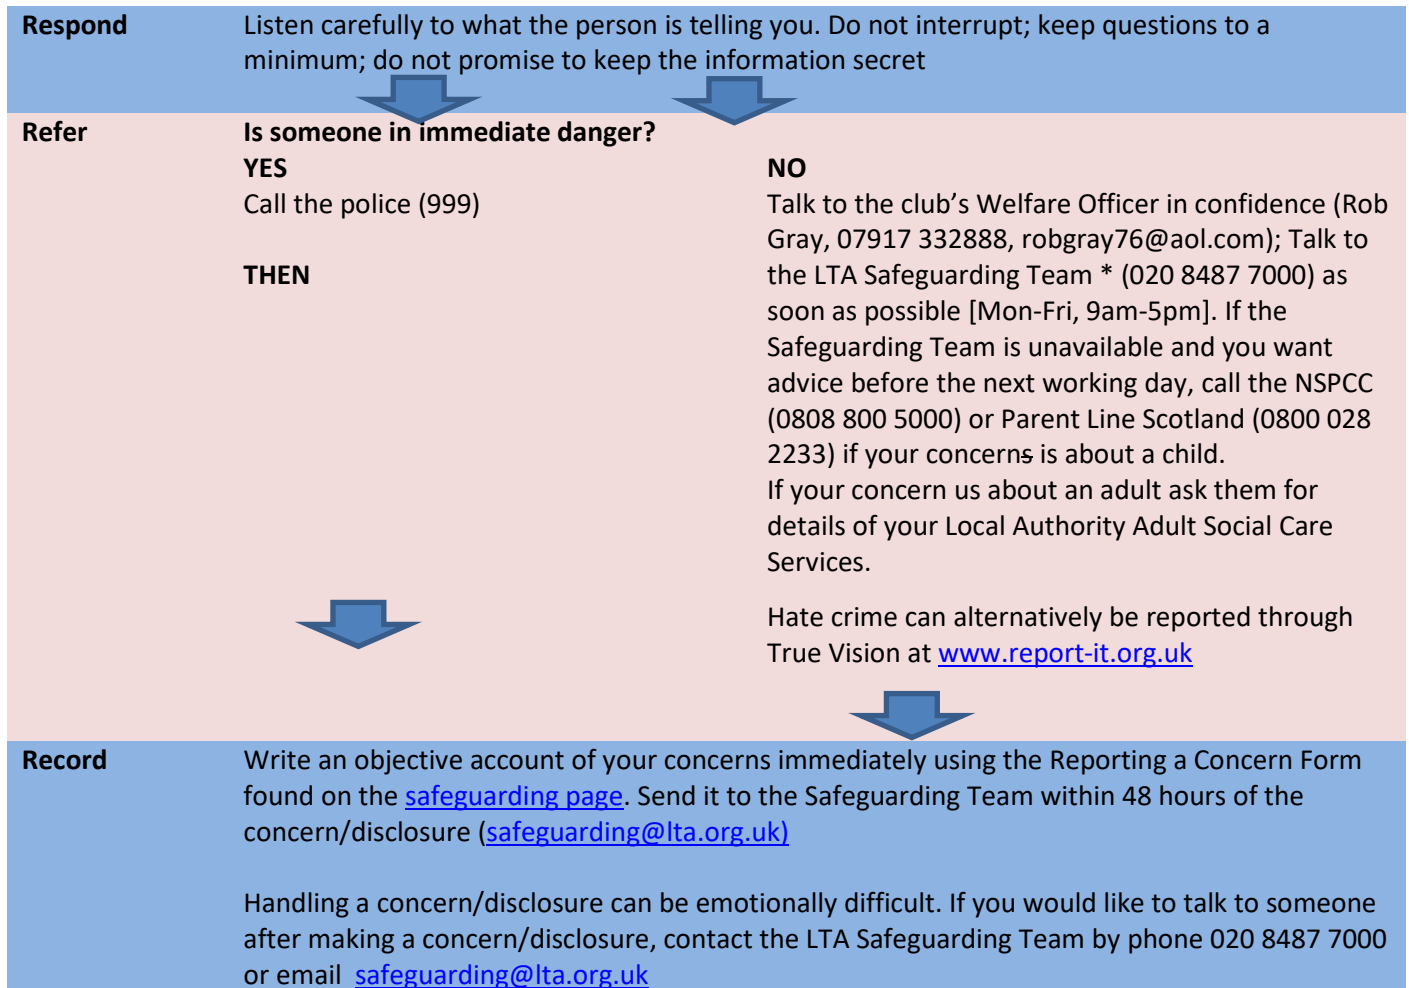 Respond
Listen carefully to what the person is telling you. Do not interrupt; keep questions to a
minimum; do not promise to keep the information secret
Refer
Is someone in immediate danger?
YES
Call the police (999)
THEN
NO
Talk to the club’s Welfare Officer in confidence (Rob
Gray, 07917 332888, robgray76@aol.com); Talk to
the LTA Safeguarding Team * (020 8487 7000) as
soon as possible [Mon-Fri, 9am-5pm]. If the
Safeguarding Team is unavailable and you want
advice before the next working day, call the NSPCC
(0808 800 5000) or Parent Line Scotland (0800 028
2233) if your concerns is about a child.
If your concern us about an adult ask them for
details of your Local Authority Adult Social Care
Services.
Hate crime can alternatively be reported through
True Vision at www.report-it.org.uk
Record
Write an objective account of your concerns immediately using the Reporting a Concern Form
found on the safeguarding page. Send it to the Safeguarding Team within 48 hours of the
concern/disclosure (safeguarding@lta.org.uk)
Handling a concern/disclosure can be emotionally difficult. If you would like to talk to someone
after making a concern/disclosure, contact the LTA Safeguarding Team by phone 020 8487 7000
or email safeguarding@lta.org.uk